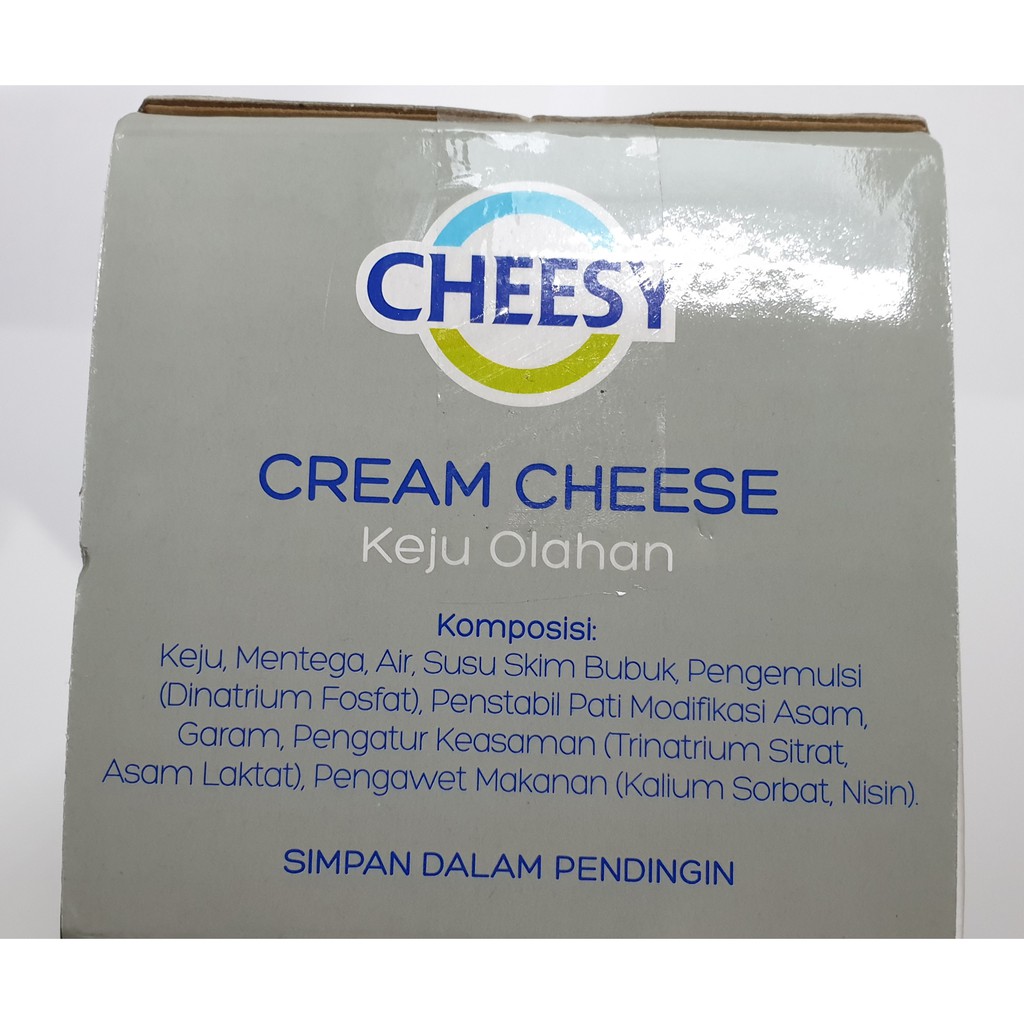 CHEESY
CREAM CHEESE
Keju Olahan
Komposisi:
Keju, Mentega, Air, Susu Skim Bubuk, Pengemulsi
(Dinatrium Fosfat), Penstabil Pati Modifikasi Asam,
Garam, Pengatur Keasaman (Trinatrium Sitrat,
Asam Laktat), Pengawet Makanan (Kalium Sorbat, Nisin).
SIMPAN DALAM PENDINGIN